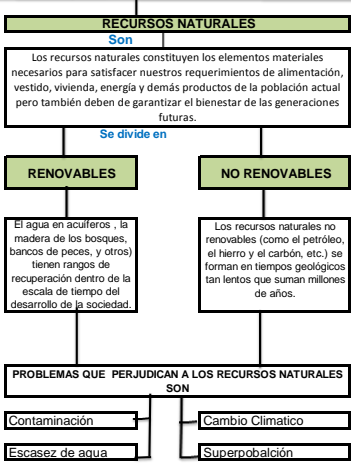 RECURSOS NATURALES
Son
Los recursos naturales constituyen los elementos materiales
necesarios para satisfacer nuestros requerimientos de alimentación,
vestido, vivienda, energía y demás productos de la población actual
pero también deben de garantizar el bienestar de las generaciones
futuras.
Se divide en
RENOVABLES
El agua en acuíferos , la
madera de los bosques,
bancos de peces, y otros)
tienen rangos de
recuperación dentro de la
escala de tiempo del
desarrollo de la sociedad.
NO RENOVABLES
Los recursos naturales no
renovables (como el petróleo,
el hierro y el carbón, etc.) se
forman en tiempos geológicos
tan lentos que suman millones
de años.
PROBLEMAS QUE PERJUDICAN A LOS RECURSOS NATURALES
SON
Contaminación
Cambio Climatico
Escasez de agua
Superpobalción